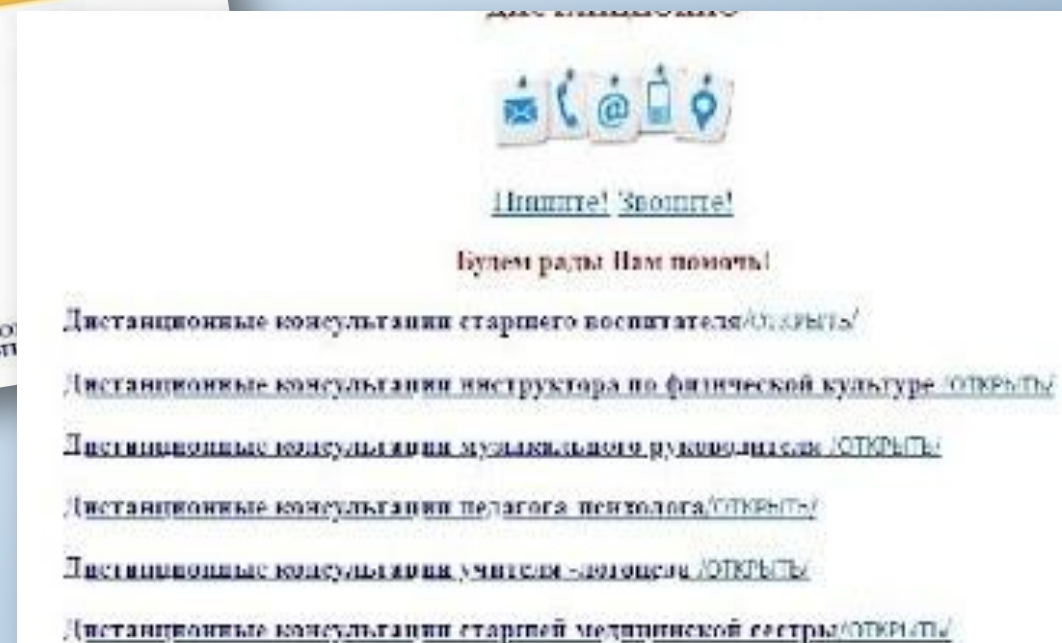 ДИСТАНЦИОННО
@
Пишите! Звоните!
Будем рады Вам помочь!
Дистанционные консультации старшего воспитателя/ОТКРЫТЬ/
Дистанционные консультации инструктора по физической культуре /ОТКРЫТЬ/
Дистанционные консультации музыкального руководителя /ОТКРЫТЬ/
Дистанционные консультации педагога психолога/ОТКРЫТЬ/
Дистанционные консультации учителя -логопеда /ОТКРЫТЬ/
Дистанционные консультации старшей медицинской сестры/ОТКРЫТЬ/